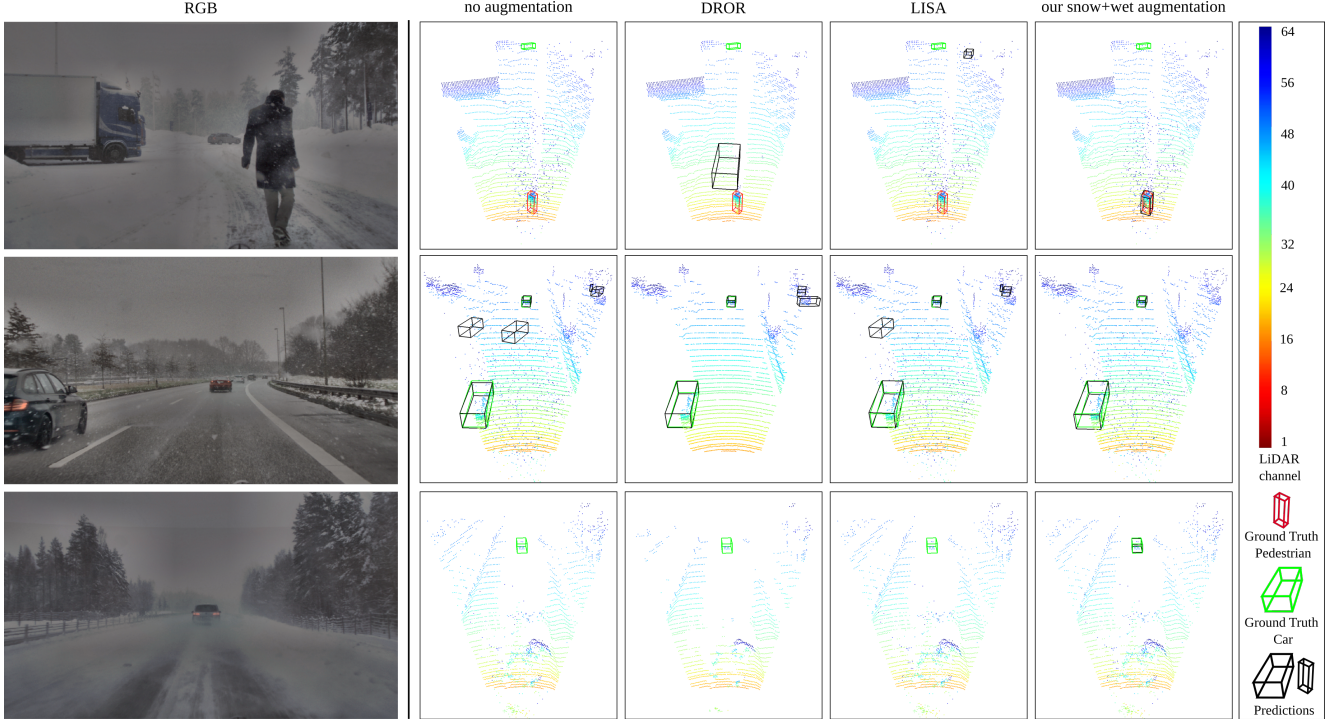 RGB
no augmentation
DROR
LISA
our snow+wet augmentation
64
56
48
40
32
24
16
8
1
LiDAR
channel
Ground Truth
Pedestrian
Ground Truth
Car
Predictions